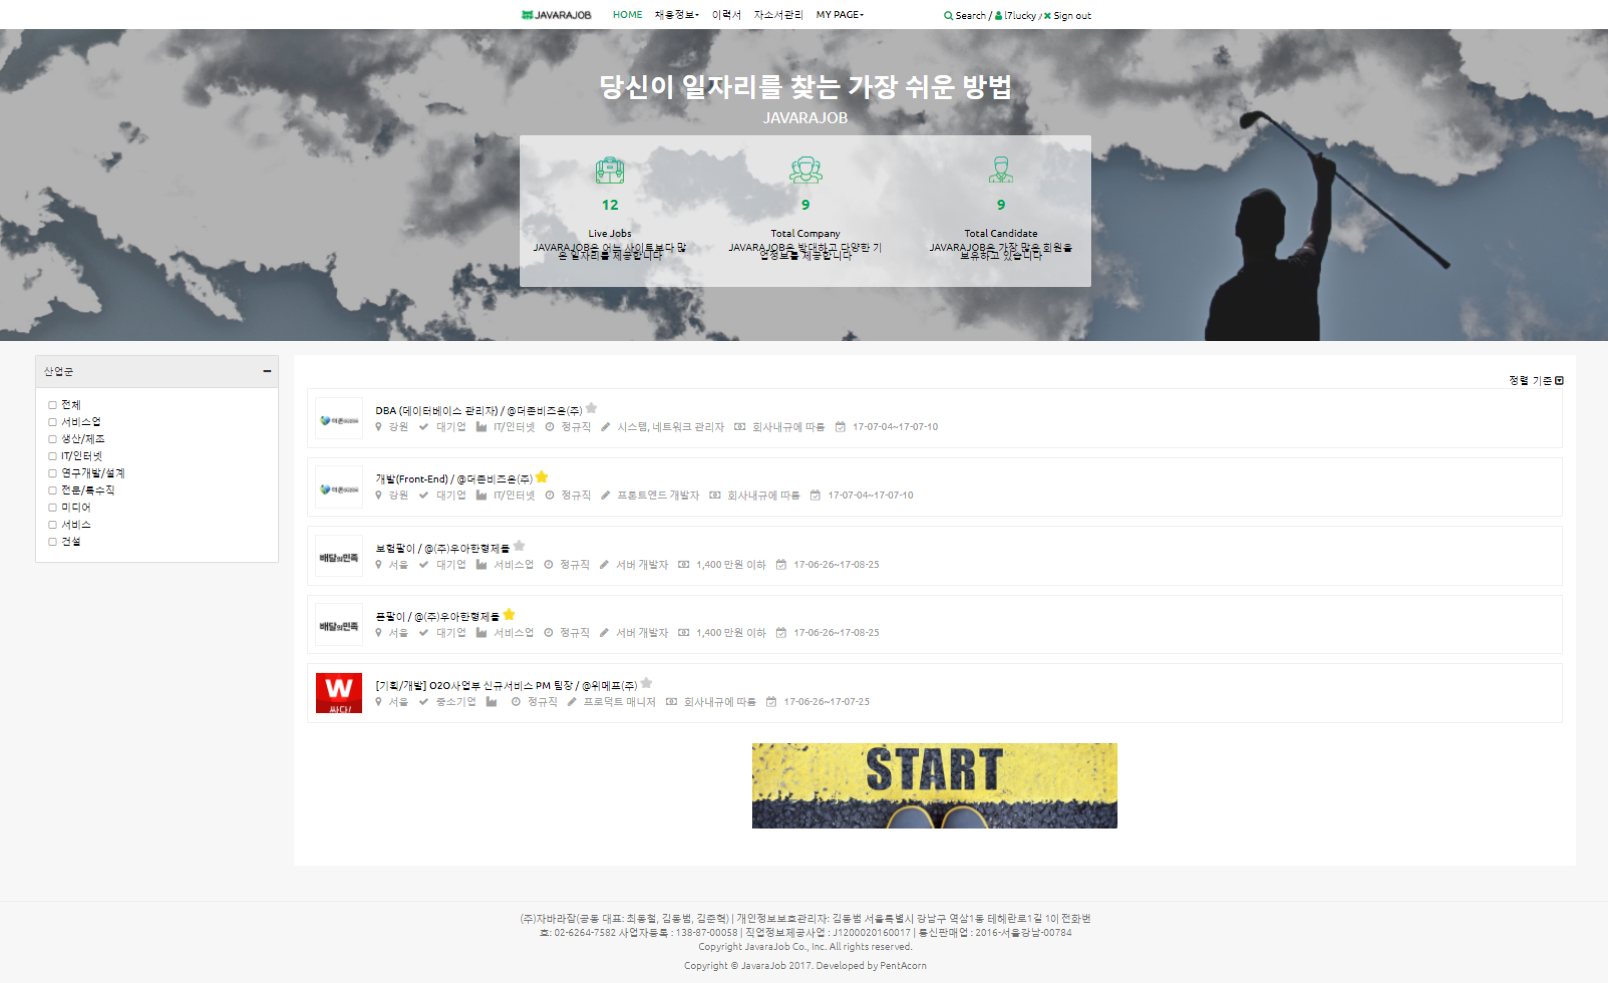 JAVARAJOB HOME 채용정보 이력서 자소서관리 MY PAGE Search / l7lucky / Sign out
당신이 일자리를 찾는 가장 쉬운 방법
JAVARAJOB
12 9 9
Live Jobs Total Company Total Candidate
JAVARAJOB은 어느 사이트보다 많 JAVARAJOB은 방대하고 다양한 기 JAVARAJOB은 가장 많은 회원을
은 일자리를 제공합니다 업정보를 제공합니다 보유하고 있습니다
산업군
전체
서비스업
생산/제조
IT/인터넷
연구개발/설계
전문/특수직
미디어
서비스
건설
정렬 기준
DBA (데이터베이스 관리자) / @더존비즈온(주)
강원 대기업 IT/인터넷 정규직 시스템, 네트워크 관리자 회사내규에 따름 17-07-04~17-07-10
개발(Front-End) / @더존비즈온(주)
강원 대기업 IT/인터넷 정규직 프론트엔드 개발자 회사내규에 따름 17-07-04~17-07-10
배달의민족
보험팔이 / @(주)우아한형제들
서울 대기업 서비스업 정규직 서버 개발자 1,400 만원 이하 17-06-26~17-08-25
배달의민족
폰팔이 / @(주)우아한형제들
서울 대기업 서비스업 정규직 서버 개발자 1,400 만원 이하 17-06-26~17-08-25
W
싸다!
[기획/개발] O2O사업부 신규서비스 PM 팀장 / @위메프(주)
서울 중소기업 정규직 프로덕트 매니저 회사내규에 따름 17-06-26~17-07-25
START
(주)자바라잡(공동 대표: 최동철, 김동범, 김준혁) | 개인정보보호관리자: 김동범 서울특별시 강남구 역삼1동 테헤란로1길 10| 전화번
호: 02-6264-7582 사업자등록 : 138-87-00058 | 직업정보제공사업 : J1200020160017 | 통신판매업 : 2016-서울강남-00784
Copyright JavaraJob Co., Inc. All rights reserved.
Copyright © JavaraJob 2017. Developed by PentAcorn